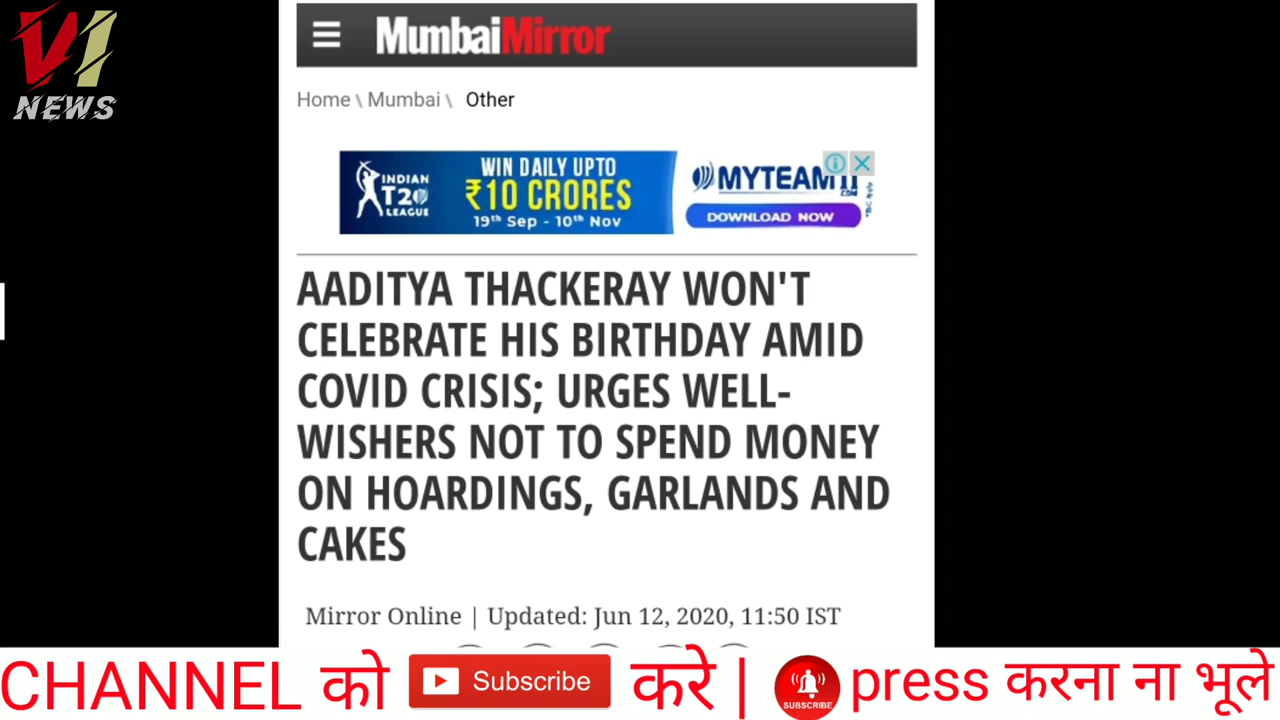 V1
NEWS
MumbaiMirror
Home \ Mumbai \ Other
INDIAN
T20
LEAGUE
WIN DAILY UPTO
₹10 CRORES
19th Sep - 10th Nov
MYTEAM11
.COM
DOWNLOAD NOW
AADITYA THACKERAY WON'T
CELEBRATE HIS BIRTHDAY AMID
COVID CRISIS; URGES WELL-
WISHERS NOT TO SPEND MONEY
ON HOARDINGS, GARLANDS AND
CAKES
Mirror Online | Updated: Jun 12, 2020, 11:50 IST
CHANNEL को Subscribe करे | SUBSCRIBE press करना ना भूले